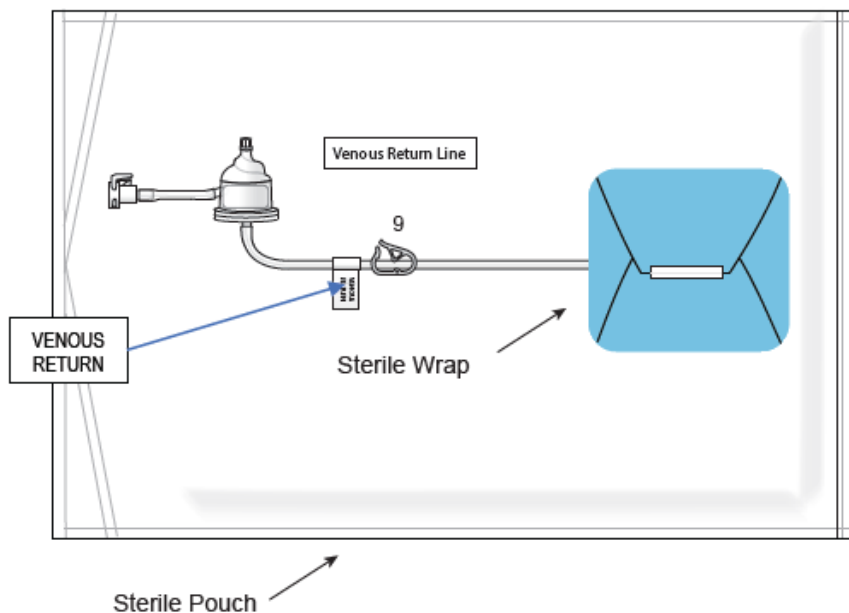 Venous Return Line
9
VENOUS
RETURN
Sterile Wrap
Sterile Pouch